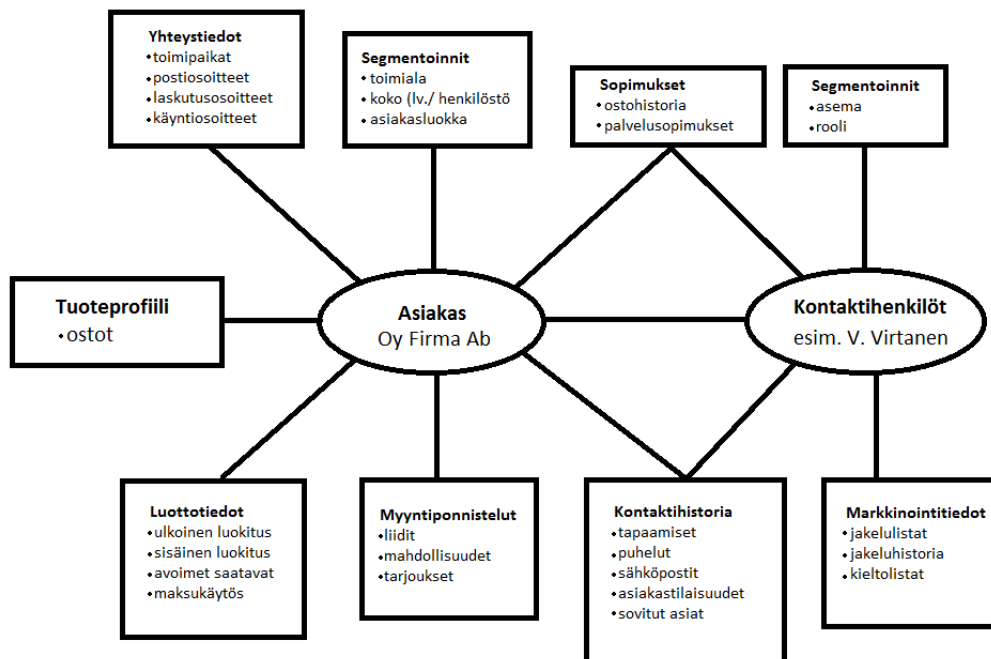 Yhteystiedot
•toimipaikat
•postiosoitteet
•laskutusosoitteet
•käyntiosoitteet
Segmentoinnit
•toimiala
•koko (lv./ henkilöstö
•asiakasluokka
Sopimukset
•ostohistoria
•palvelusopimukset
Segmentoinnit
•asema
•rooli
Tuoteprofiili
•ostot
Asiakas
Oy Firma Ab
Kontaktihenkilöt
esim. V. Virtanen
Luottotiedot
•ulkoinen luokitus
•sisäinen luokitus
•avoimet saatavat
•maksukäytös
Myyntiponnistelut
•liidit
•mahdollisuudet
•tarjoukset
Kontaktihistoria
•tapaamiset
•puhelut
•sähköpostit
•asiakastilaisuudet
•sovitut asiat
Markkinointitiedot
•jakelulistat
•jakeluhistoria
•kieltolistat